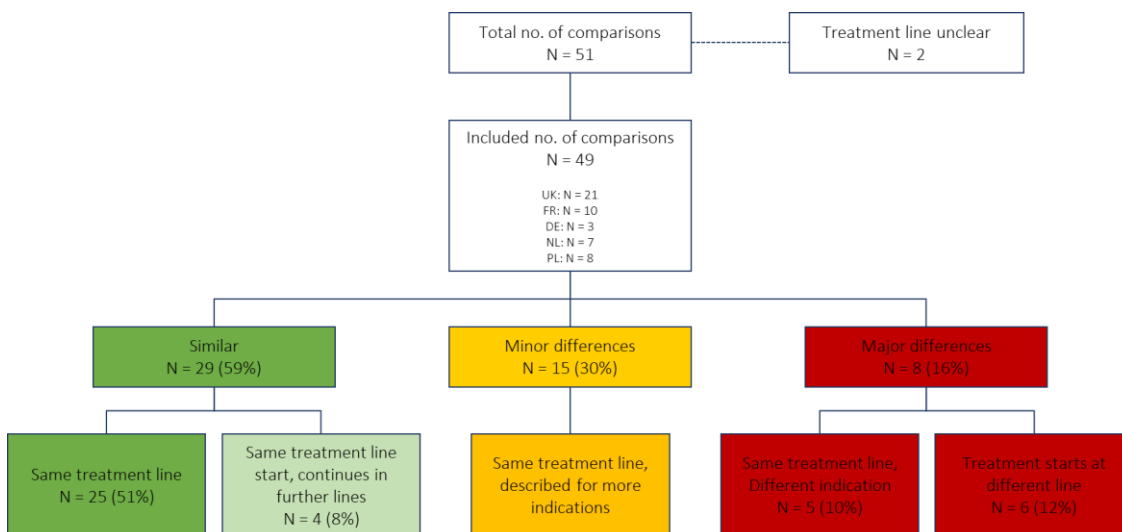 Total no. of comparisons
N = 51
Treatment line unclear
N = 2
Included no. of comparisons
N = 49
UK: N = 21
FR: N = 10
DE: N = 3
NL: N = 7
PL: N = 8
Similar
N = 29 (59%)
Minor differences
N = 15 (30%)
Major differences
N = 8 (16%)
Same treatment line
N = 25 (51%)
Same treatment line
start, continues in
further lines
N = 4 (8%)
Same treatment line,
described for more
indications
Same treatment line,
Different indication
N = 5 (10%)
Treatment starts at
different line
N = 6 (12%)